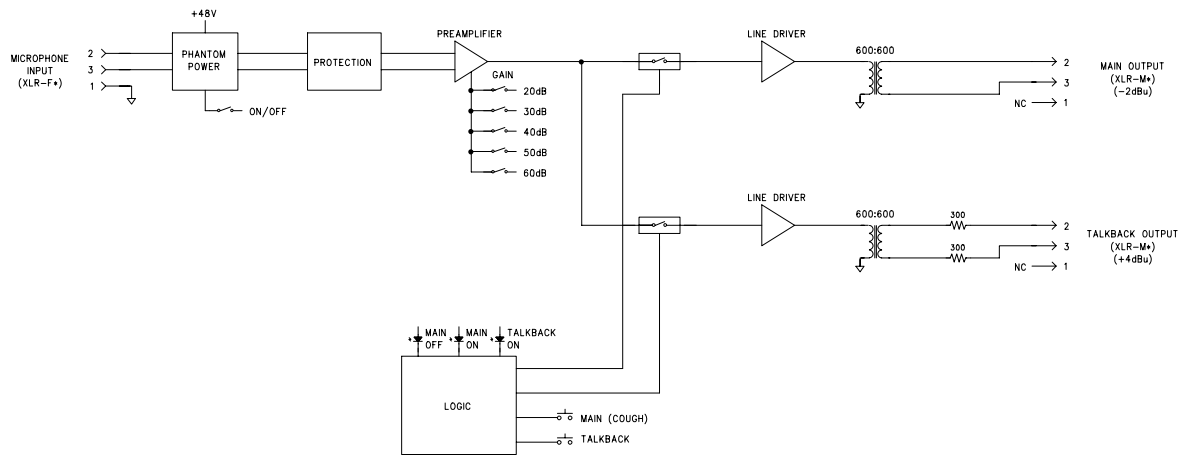 +48V
MICROPHONE
INPUT
(XLR-F*)
2
3
1
PHANTOM
POWER
ON/OFF
PROTECTION
PREAMPLIFIER
GAIN
20dB
30dB
40dB
50dB
60dB
LINE DRIVER
600:600
2
3
NC
1
MAIN OUTPUT
(XLR-M*)
(-2dBu)
LINE DRIVER
600:600
300
300
2
3
NC
1
TALKBACK OUTPUT
(XLR-M*)
(+4dBu)
MAIN
OFF
MAIN
ON
TALKBACK
ON
LOGIC
MAIN (COUGH)
TALKBACK